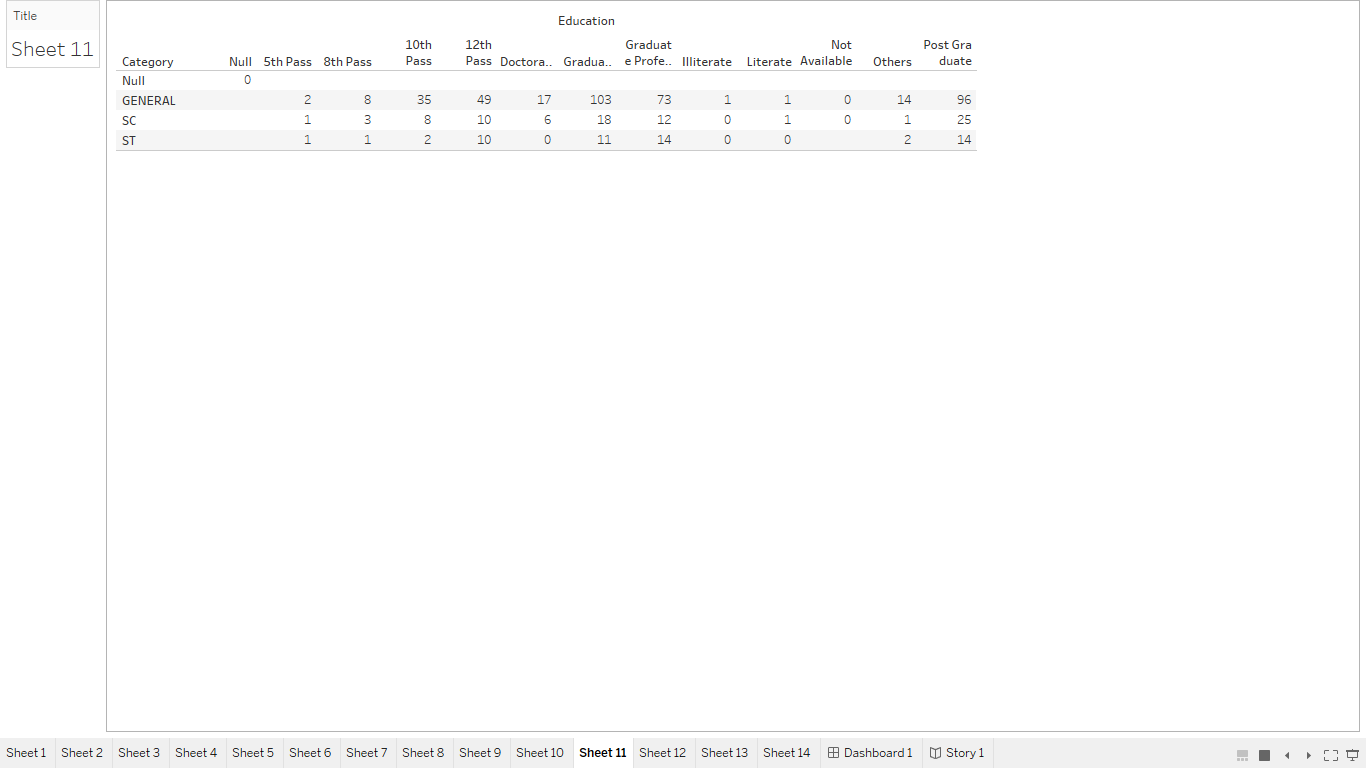 Title
Sheet 11
Education
Category Null 5th Pass 8th Pass 10th Pass 12th Pass Doctora.. Gradua.. Graduat e Profe.. Illiterate Literate Not Available Others Post Gra duate
Null 0
GENERAL 2 8 35 49 17 103 73 1 1 0 14 96
SC 1 3 8 10 6 18 12 0 1 0 1 25
ST 1 1 2 10 0 11 14 0 0 2 14
Sheet 1 Sheet 2 Sheet 3 Sheet 4 Sheet 5 Sheet 6 Sheet 7 Sheet 8 Sheet 9 Sheet 10 Sheet 11 Sheet 12 Sheet 13 Sheet 14 Dashboard 1 Story 1